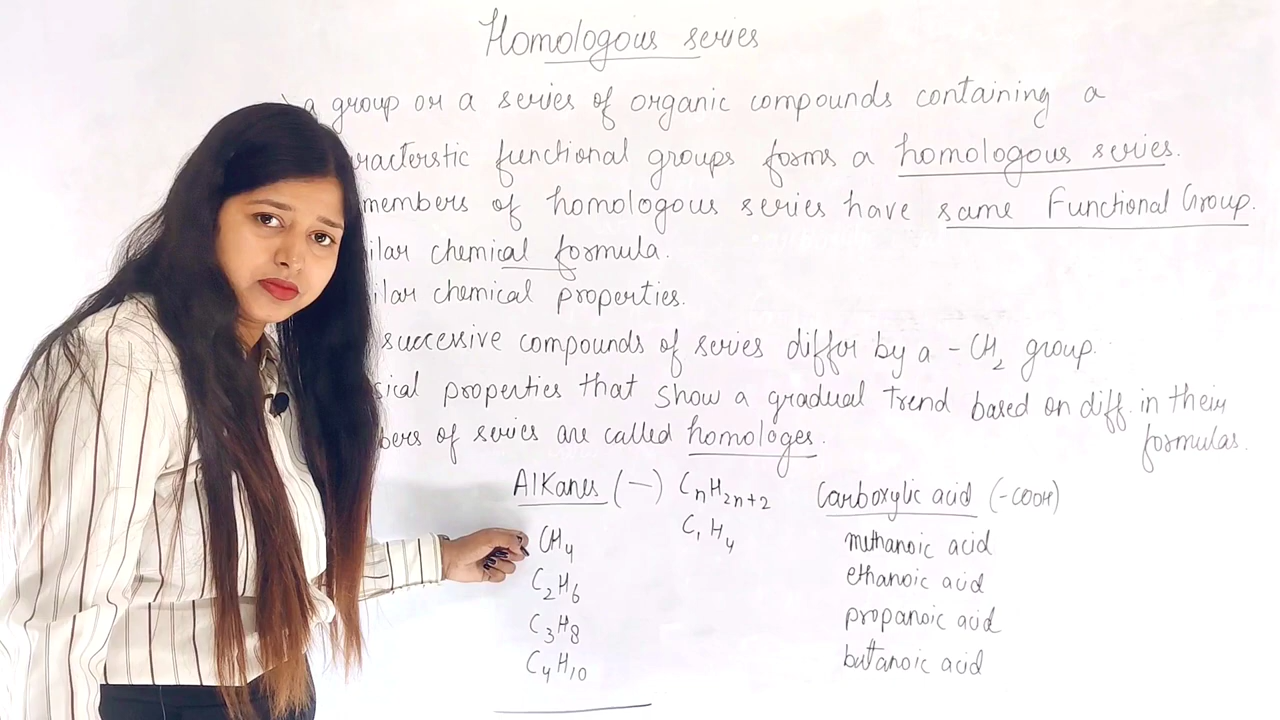 Homologous series
a group or a series of organic compounds containing a
racterstic functional groups forms a homologous series.
members of homologous series have same Functional Group.
ilar chemical formula.
ilar chemical properties.
successive compounds of series differ by a -CH₂ group.
sical properties that show a gradual trend based on diff. in their
formulas.
bers of series are called homologes.
Alkanes (—) CnH2n+2 Carboxylic acid (-COOH)
CH₄ C₁H₄ methanoic acid
C₂H₆ ethanoic acid
C₃H₈ propanoic acid
C₄H₁₀ butanoic acid